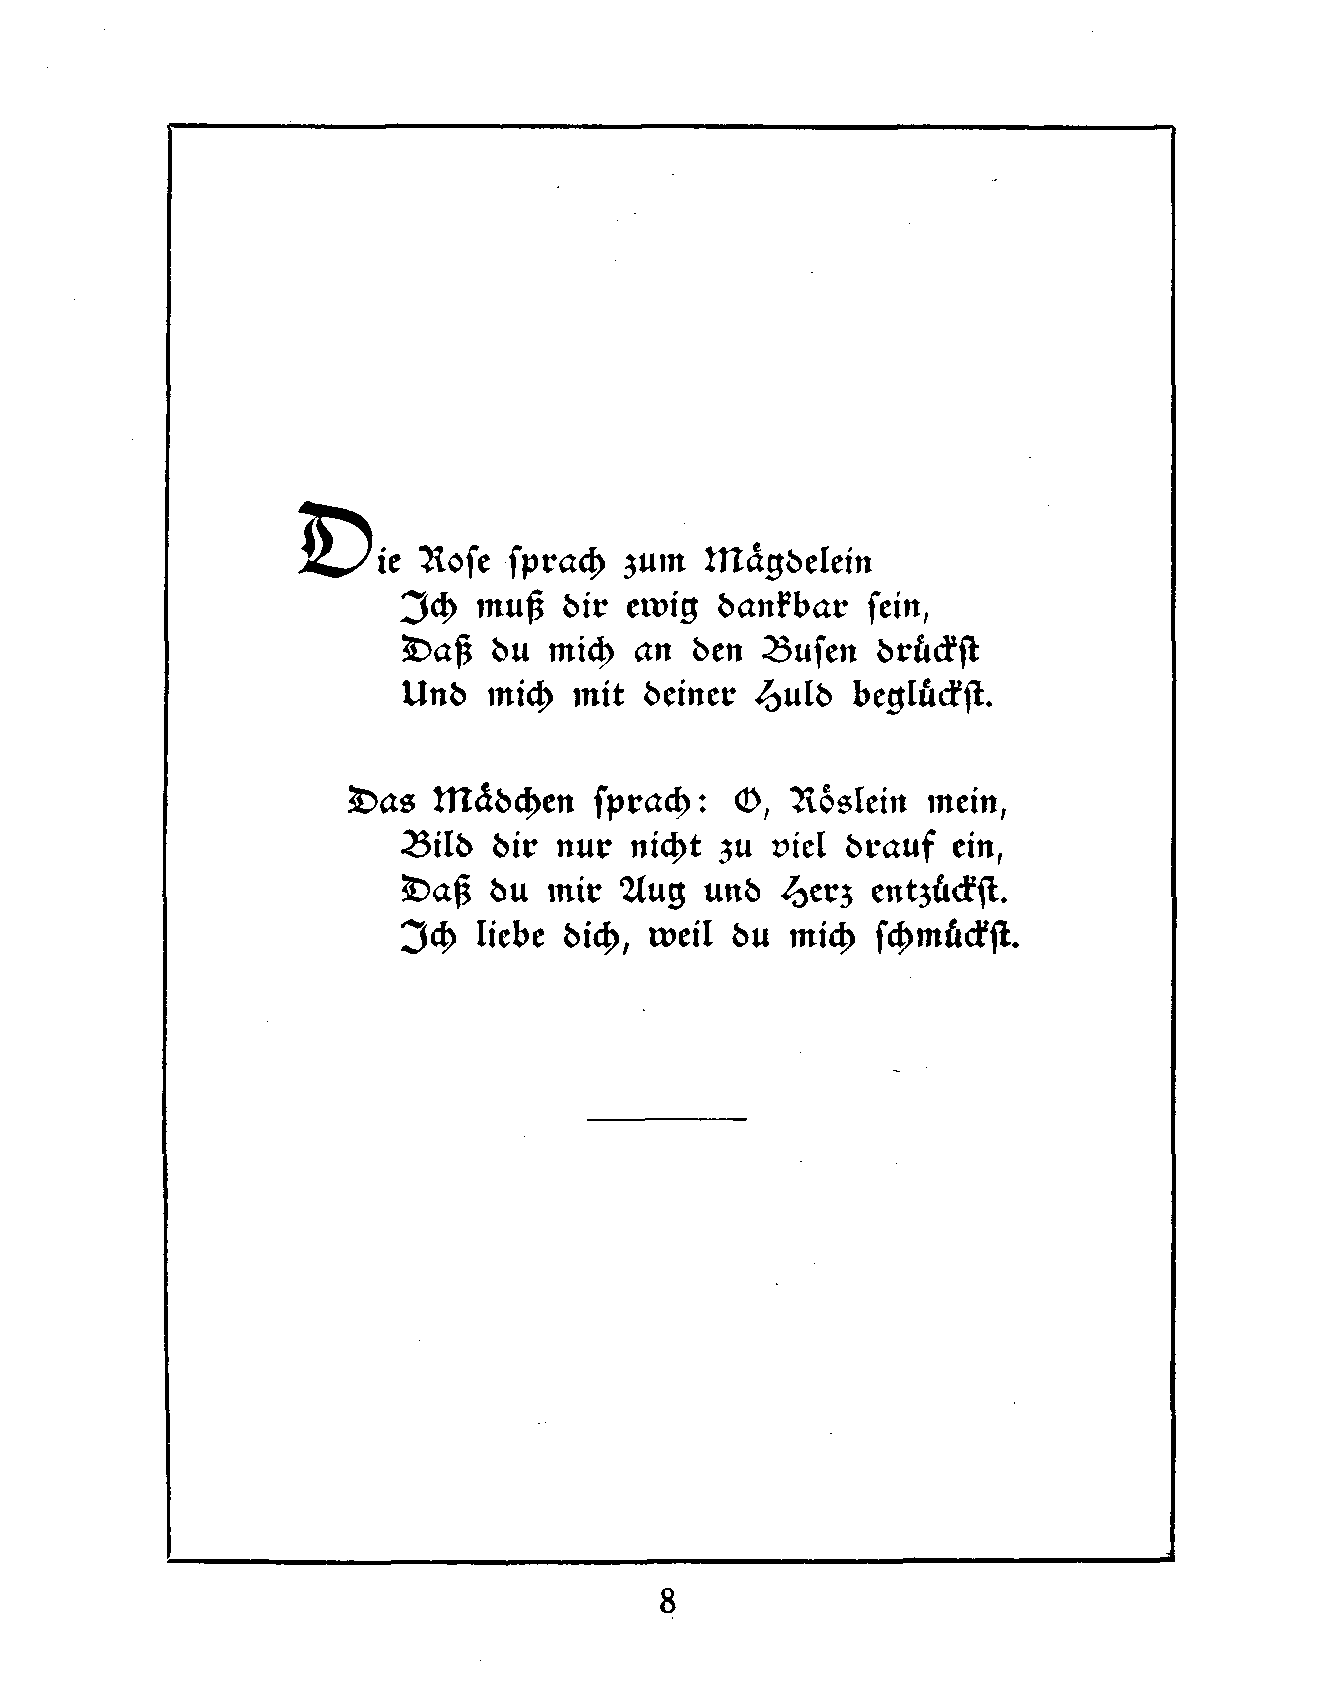 Die Rose sprach zum Mägdelein
Ich muß dir ewig dankbar sein,
Daß du mich an den Busen drückst
Und mich mit deiner Huld beglückst.
Das Mädchen sprach: O, Röslein mein,
Bild dir nur nicht zu viel drauf ein,
Daß du mir Aug und Herz entzückst.
Ich liebe dich, weil du mich schmückst.
8